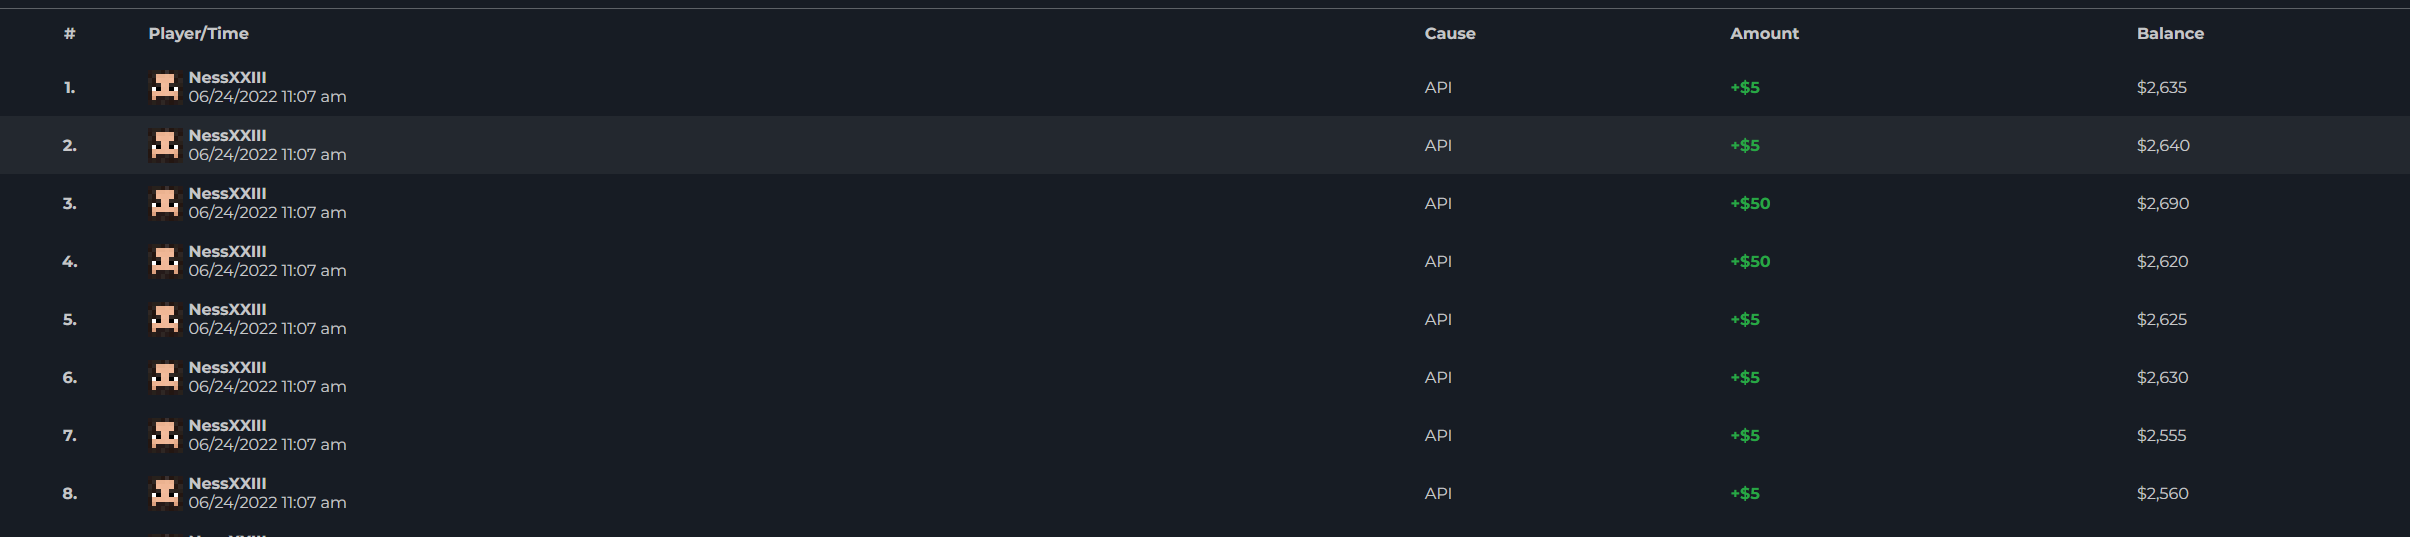 # Player/Time Cause Amount Balance
1. NessXXIII API +$5 $2,635
06/24/2022 11:07 am
2. NessXXIII API +$5 $2,640
06/24/2022 11:07 am
3. NessXXIII API +$50 $2,690
06/24/2022 11:07 am
4. NessXXIII API +$50 $2,620
06/24/2022 11:07 am
5. NessXXIII API +$5 $2,625
06/24/2022 11:07 am
6. NessXXIII API +$5 $2,630
06/24/2022 11:07 am
7. NessXXIII API +$5 $2,555
06/24/2022 11:07 am
8. NessXXIII API +$5 $2,560
06/24/2022 11:07 am